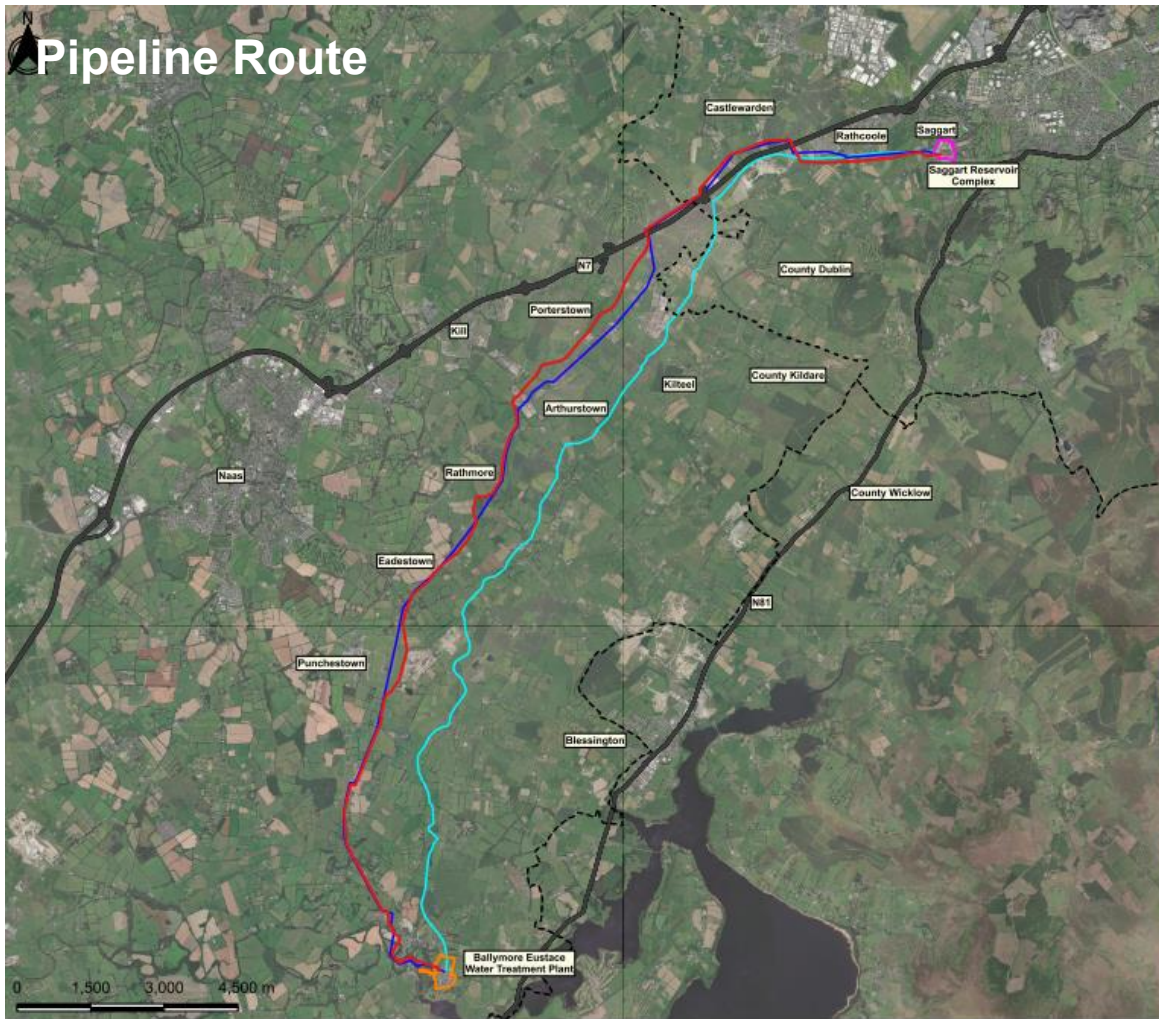 N
Pipeline Route
Castlewarden
Rathcoole
Saggart
Saggart Reservoir
Complex
N7
County Dublin
Porterstown
Kill
County Kildare
Kilteel
Arthurstown
Rathmore
Naas
County Wicklow
Eadestown
N81
Punchestown
Blessington
Ballymore Eustace
Water Treatment Plant
0 1,500 3,000 4,500 m